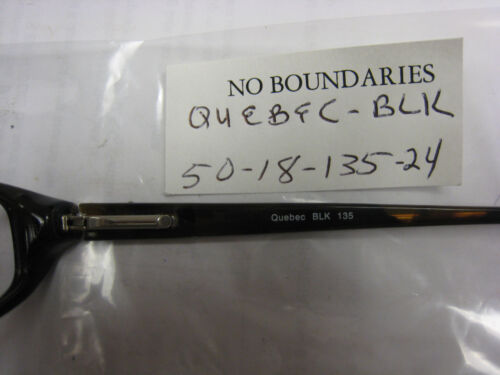 NO BOUNDARIES
QUEBEC-BLK
50-18-135-24
Quebec BLK 135